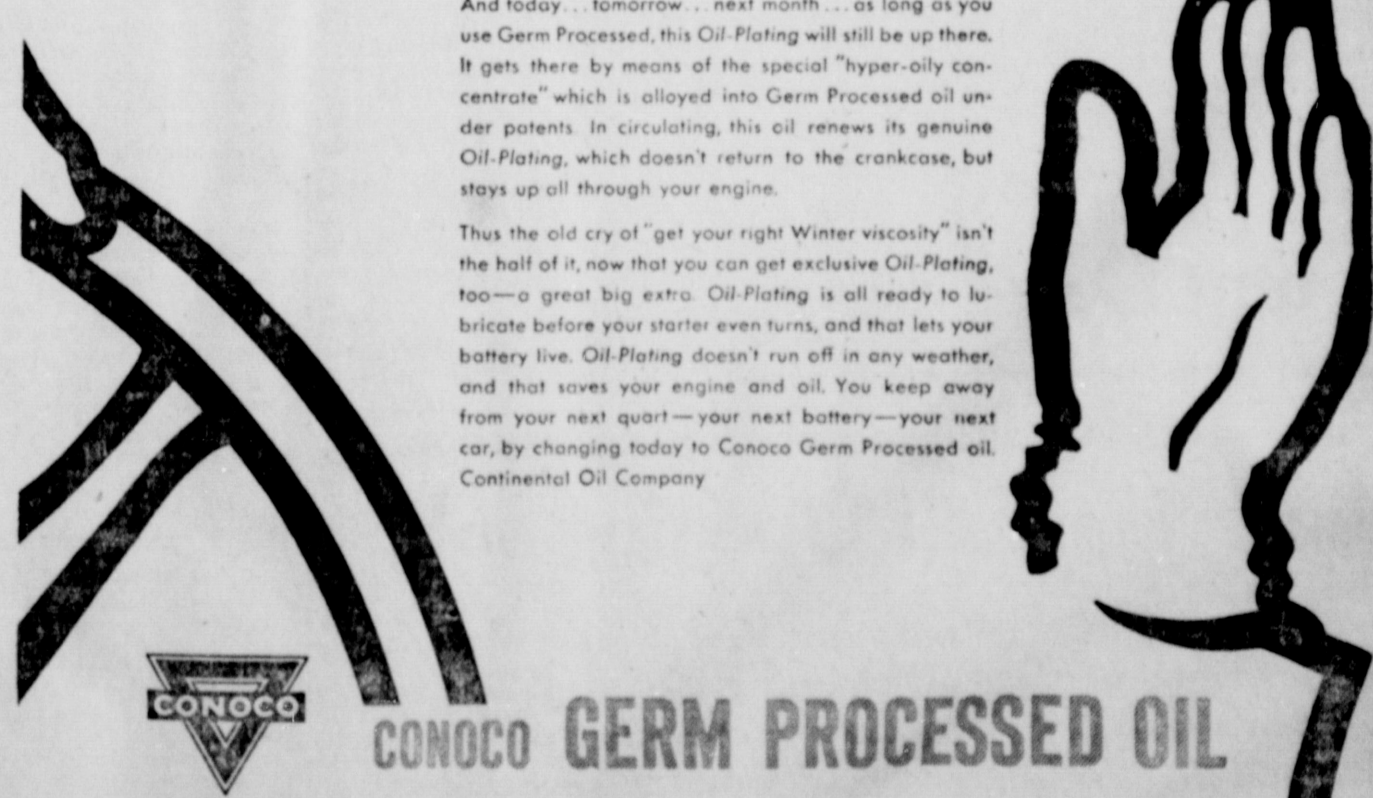 And today...tomorrow...next month...as long as you
use Germ Processed, this Oil-Plating will still be up there.
It gets there by means of the special "hyper-oily con-
centrate" which is alloyed into Germ Processed oil un-
der patents. In circulating, this oil renews its genuine
Oil-Plating, which doesn't return to the crankcase, but
stays up all through your engine.
Thus the old cry of "get your right Winter viscosity" isn't
the half of it, now that you can get exclusive Oil-Plating,
too—a great big extra. Oil-Plating is all ready to lu-
bricate before your starter even turns, and that lets your
battery live. Oil-Plating doesn't run off in any weather,
and that saves your engine and oil. You keep away
from your next quart—your next battery—your next
car, by changing today to Conoco Germ Processed oil.
Continental Oil Company
CONOCO
CONOCO GERM PROCESSED OIL